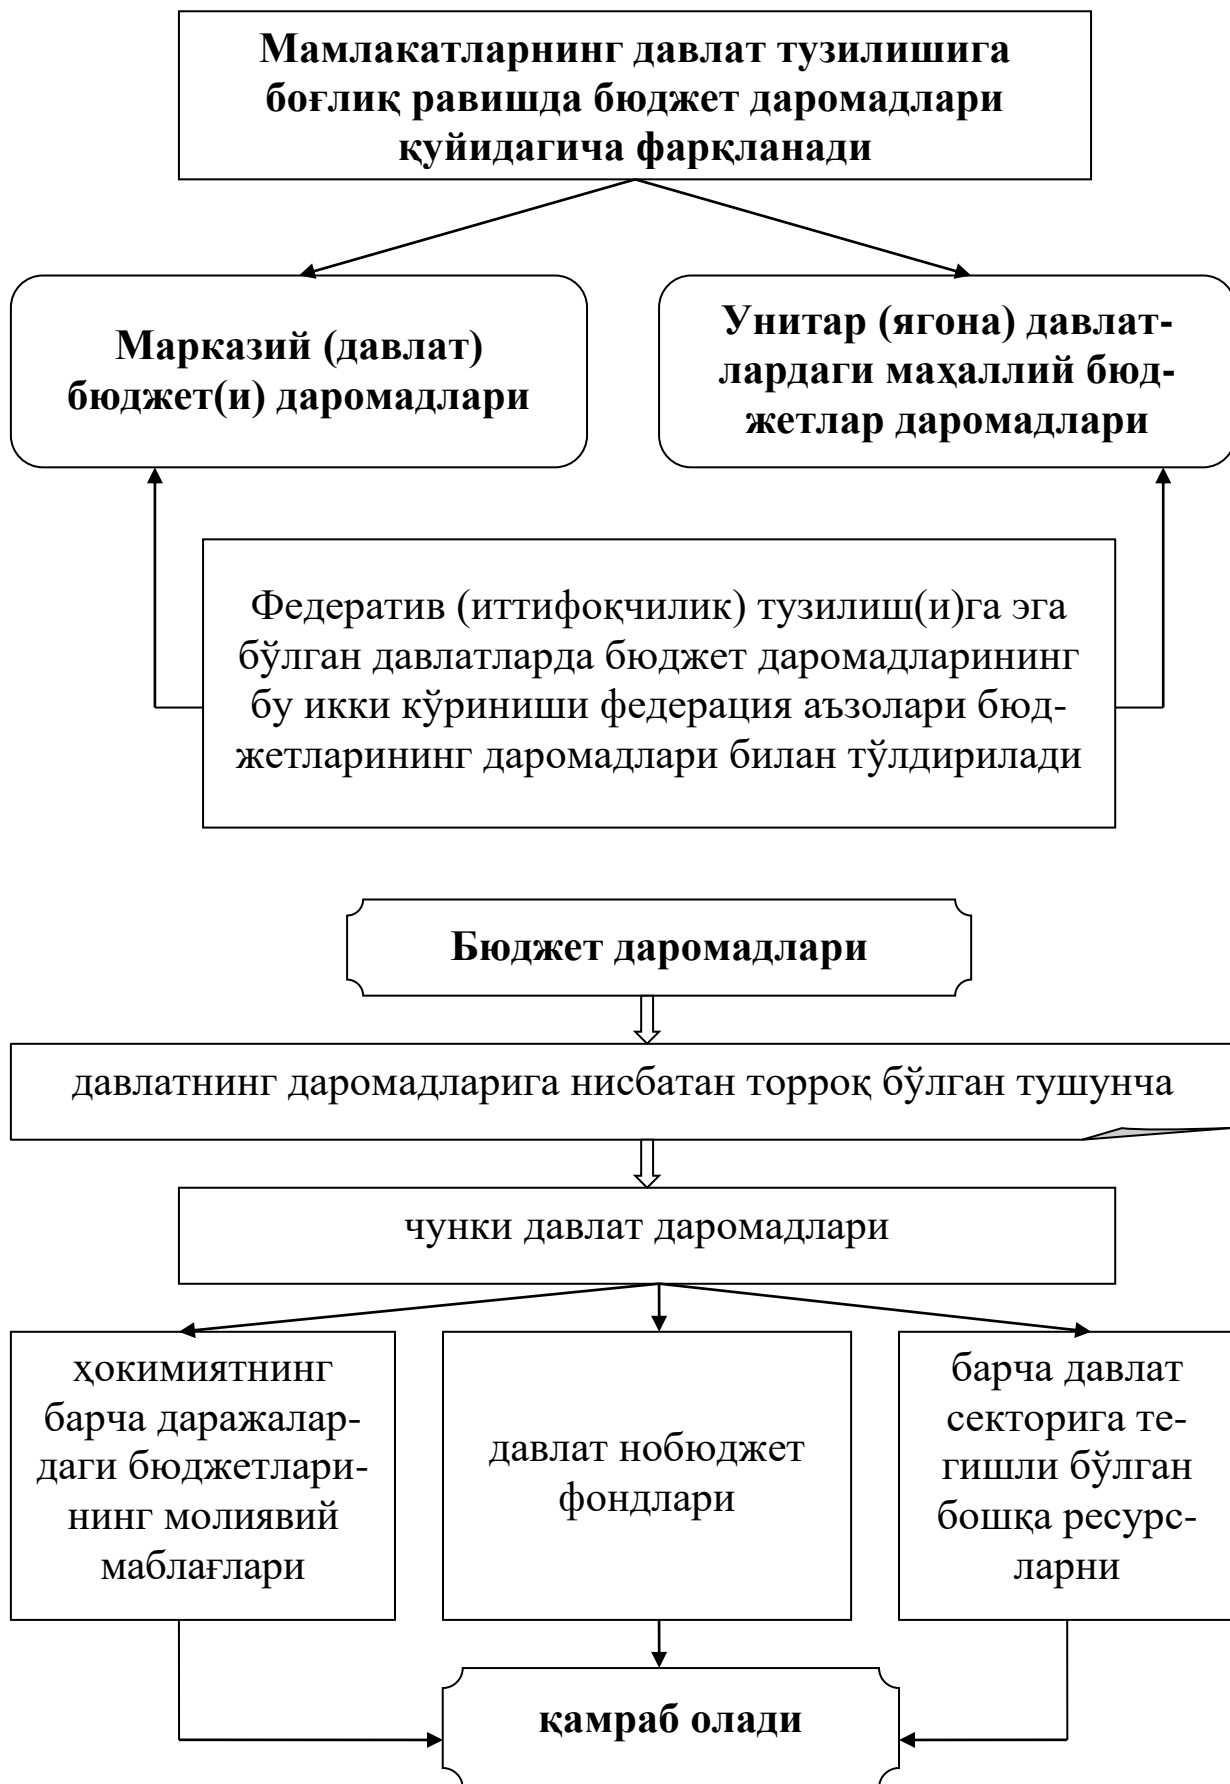 Мамлакатларнинг давлат тузилишига
боғлиқ равишда бюджет даромадлари
қуйидагича фарқланади
Марказий (давлат)
бюджет(и) даромадлари
Унитар (ягона) давлат-
лардаги маҳаллий бюд-
жетлар даромадлари
Федератив (иттифоқчилик) тузилиш(и)га эга
бўлган давлатларда бюджет даромадларининг
бу икки кўриниши федерация аъзолари бюд-
жетларининг даромадлари билан тўлдирилади
Бюджет даромадлари
давлатнинг даромадларига нисбатан торроқ бўлган тушунча
чунки давлат даромадлари
ҳокимиятнинг
барча даражалар-
даги бюджетлари-
нинг молиявий
маблағлари
давлат нобюджет
фондлари
барча давлат
секторига те-
гишли бўлган
бошқа ресурс-
ларни
қамраб олади